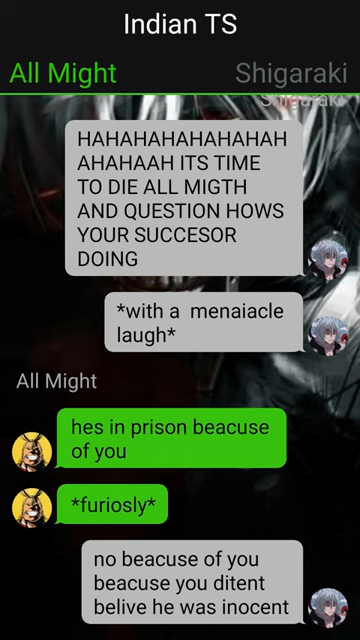 Indian TS
All Might
Shigaraki
Shigaraki
HAHAHAHAHAHAHAH
AHAHAAH ITS TIME
TO DIE ALL MIGTH
AND QUESTION HOWS
YOUR SUCCESOR
DOING
*with a menaiacle
laugh*
All Might
hes in prison beacuse
of you
*furiosly*
no beacuse of you
beacuse you ditent
belive he was inocent